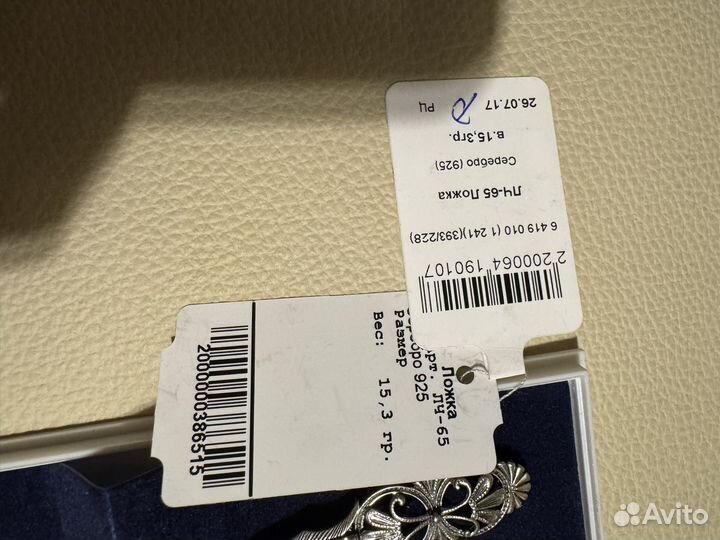 2 200064 190107
6 419 010 (1 241)(393/228)
ЛЧ-65 Ложка
Серебро (925)
в.15,3гр.
26.07.17 РЦ
Ложка
арт. ЛЧ-65
Серебро 925
Размер
Вес: 15,3 гр.
2000000386515
Avito